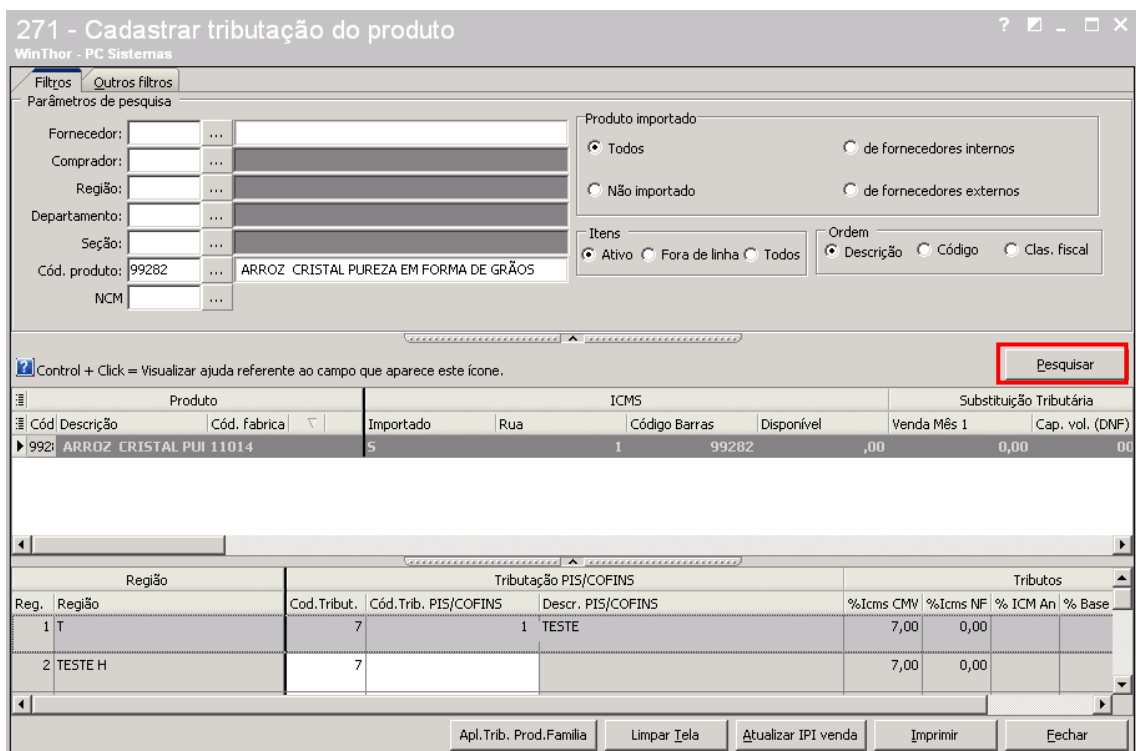 271 - Cadastrar tributação do produto
WinThor - PC Sistemas
Filtros Outros filtros
Parâmetros de pesquisa
Fornecedor: ...
Comprador: ...
Região: ...
Departamento: ...
Seção: ...
Cód. produto: 99282 ... ARROZ CRISTAL PUREZA EM FORMA DE GRÃOS
NCM ...
Produto importado
Todos de fornecedores internos
Não importado de fornecedores externos
Itens
Ativo Fora de linha Todos
Ordem
Descrição Código Clas. fiscal
Control + Click = Visualizar ajuda referente ao campo que aparece este ícone.
Pesquisar
Produto ICMS Substituição Tributária
Cód Descrição Cód. fabrica Importado Rua Código Barras Disponível Venda Mês 1 Cap. vol. (DNF)
992 ARROZ CRISTAL PUI 11014 S 1 99282 ,00 0,00 00
Região Tributação PIS/COFINS Tributos
Reg. Região Cod.Tribut. Cód.Trib. PIS/COFINS Descr. PIS/COFINS %Icms CMV %Icms NF % ICM An % Base
1 T 7 1 TESTE 7,00 0,00
2 TESTE H 7 7,00 0,00
Apl.Trib. Prod.Familia Limpar Tela Atualizar IPI venda Imprimir Fechar